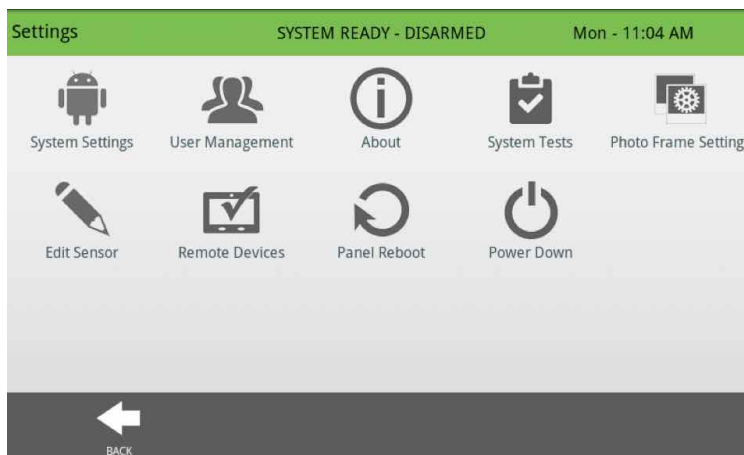 Settings SYSTEM READY - DISARMED Mon - 11:04 AM
System Settings User Management About System Tests Photo Frame Setting
Edit Sensor Remote Devices Panel Reboot Power Down
BACK